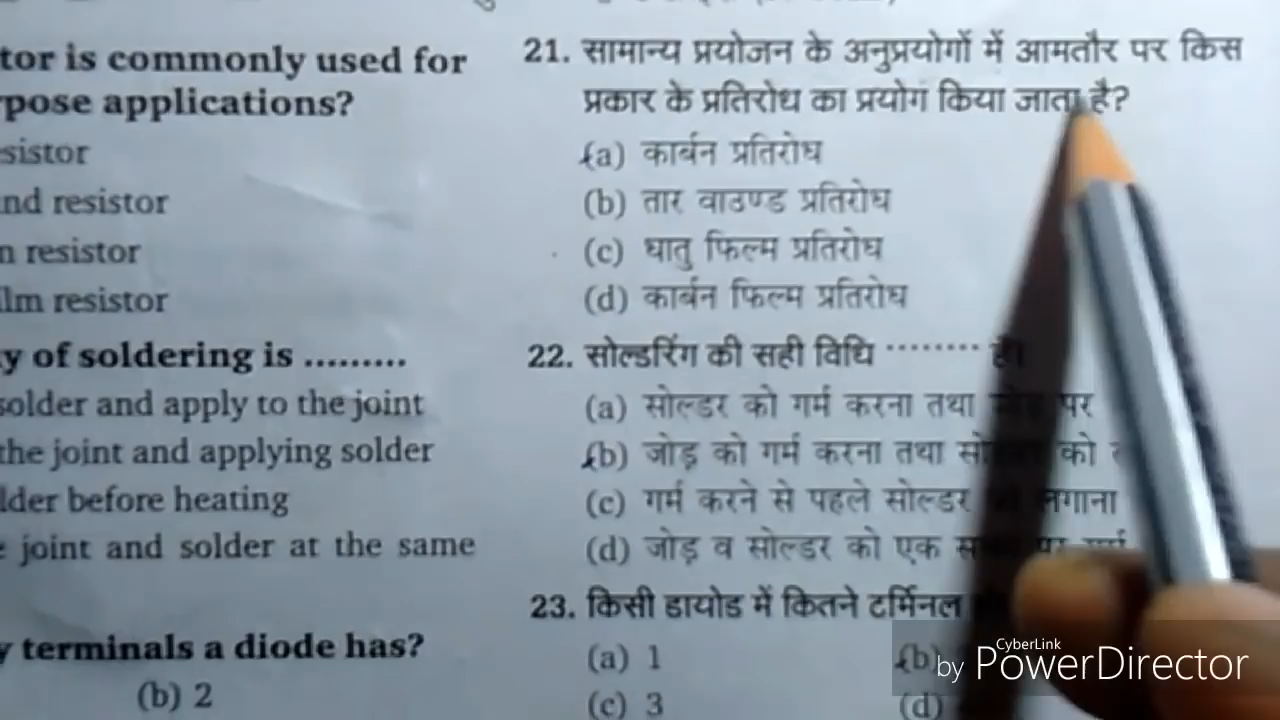 tor is commonly used for
pose applications?
sistor
nd resistor
n resistor
lm resistor
y of soldering is .........
solder and apply to the joint
the joint and applying solder
lder before heating
joint and solder at the same
terminals a diode has?
(b) 2
21. सामान्य प्रयोजन के अनुप्रयोगों में आमतौर पर किस
प्रकार के प्रतिरोध का प्रयोग किया जाता है?
(a) कार्बन प्रतिरोध
(b) तार वाउण्ड प्रतिरोध
(c) धातु फिल्म प्रतिरोध
(d) कार्बन फिल्म प्रतिरोध
22. सोल्डरिंग की सही विधि ........ है।
(a) सोल्डर को गर्म करना तथा जोड़ पर
(b) जोड़ को गर्म करना तथा को
(c) गर्म करने से पहले सोल्डर लगाना
(d) जोड़ व सोल्डर को एक
23. किसी डायोड में कितने टर्मिनल
(a) 1
(b)
(c) 3
(d)
by CyberLink PowerDirector